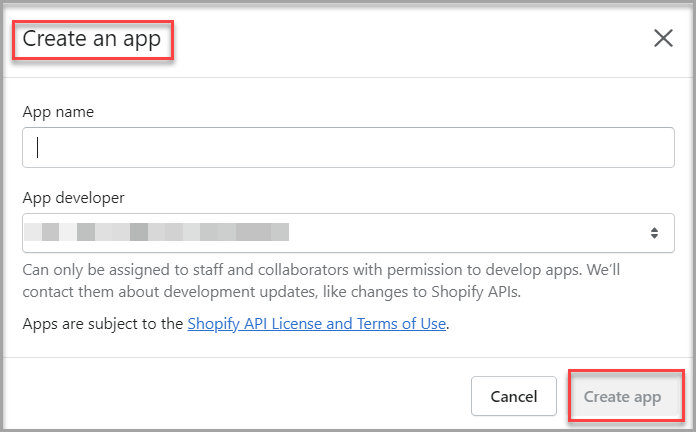 Create an app
App name
App developer
Can only be assigned to staff and collaborators with permission to develop apps. We’ll
contact them about development updates, like changes to Shopify APIs.
Apps are subject to the Shopify API License and Terms of Use.
Cancel
Create app